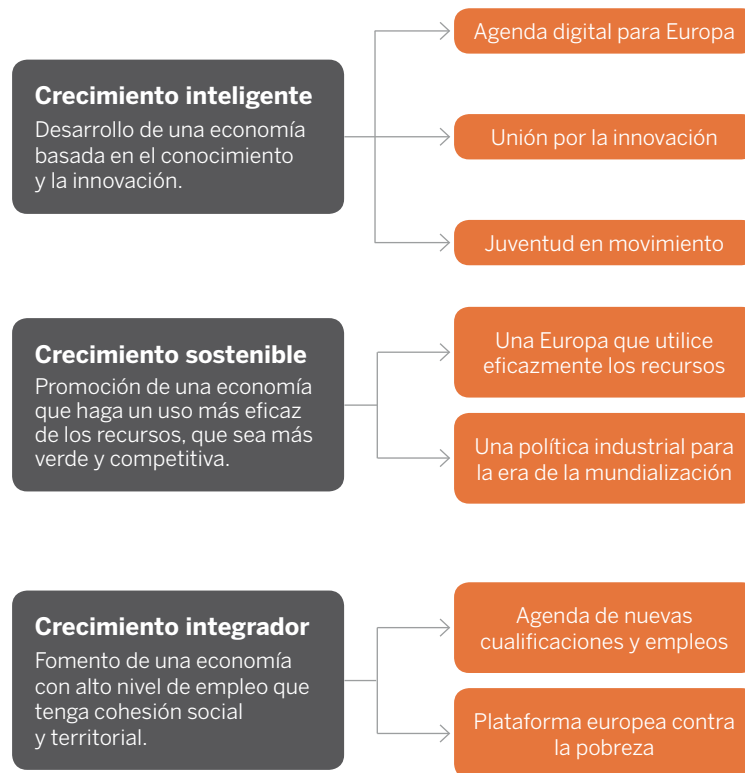 Crecimiento inteligente
Desarrollo de una economía
basada en el conocimiento
y la innovación.
Agenda digital para Europa
Unión por la innovación
Juventud en movimiento
Crecimiento sostenible
Promoción de una economía
que haga un uso más eficaz
de los recursos, que sea más
verde y competitiva.
Una Europa que utilice
eficazmente los recursos
Una política industrial para
la era de la mundialización
Crecimiento integrador
Fomento de una economía
con alto nivel de empleo que
tenga cohesión social
y territorial.
Agenda de nuevas
cualificaciones y empleos
Plataforma europea contra
la pobreza